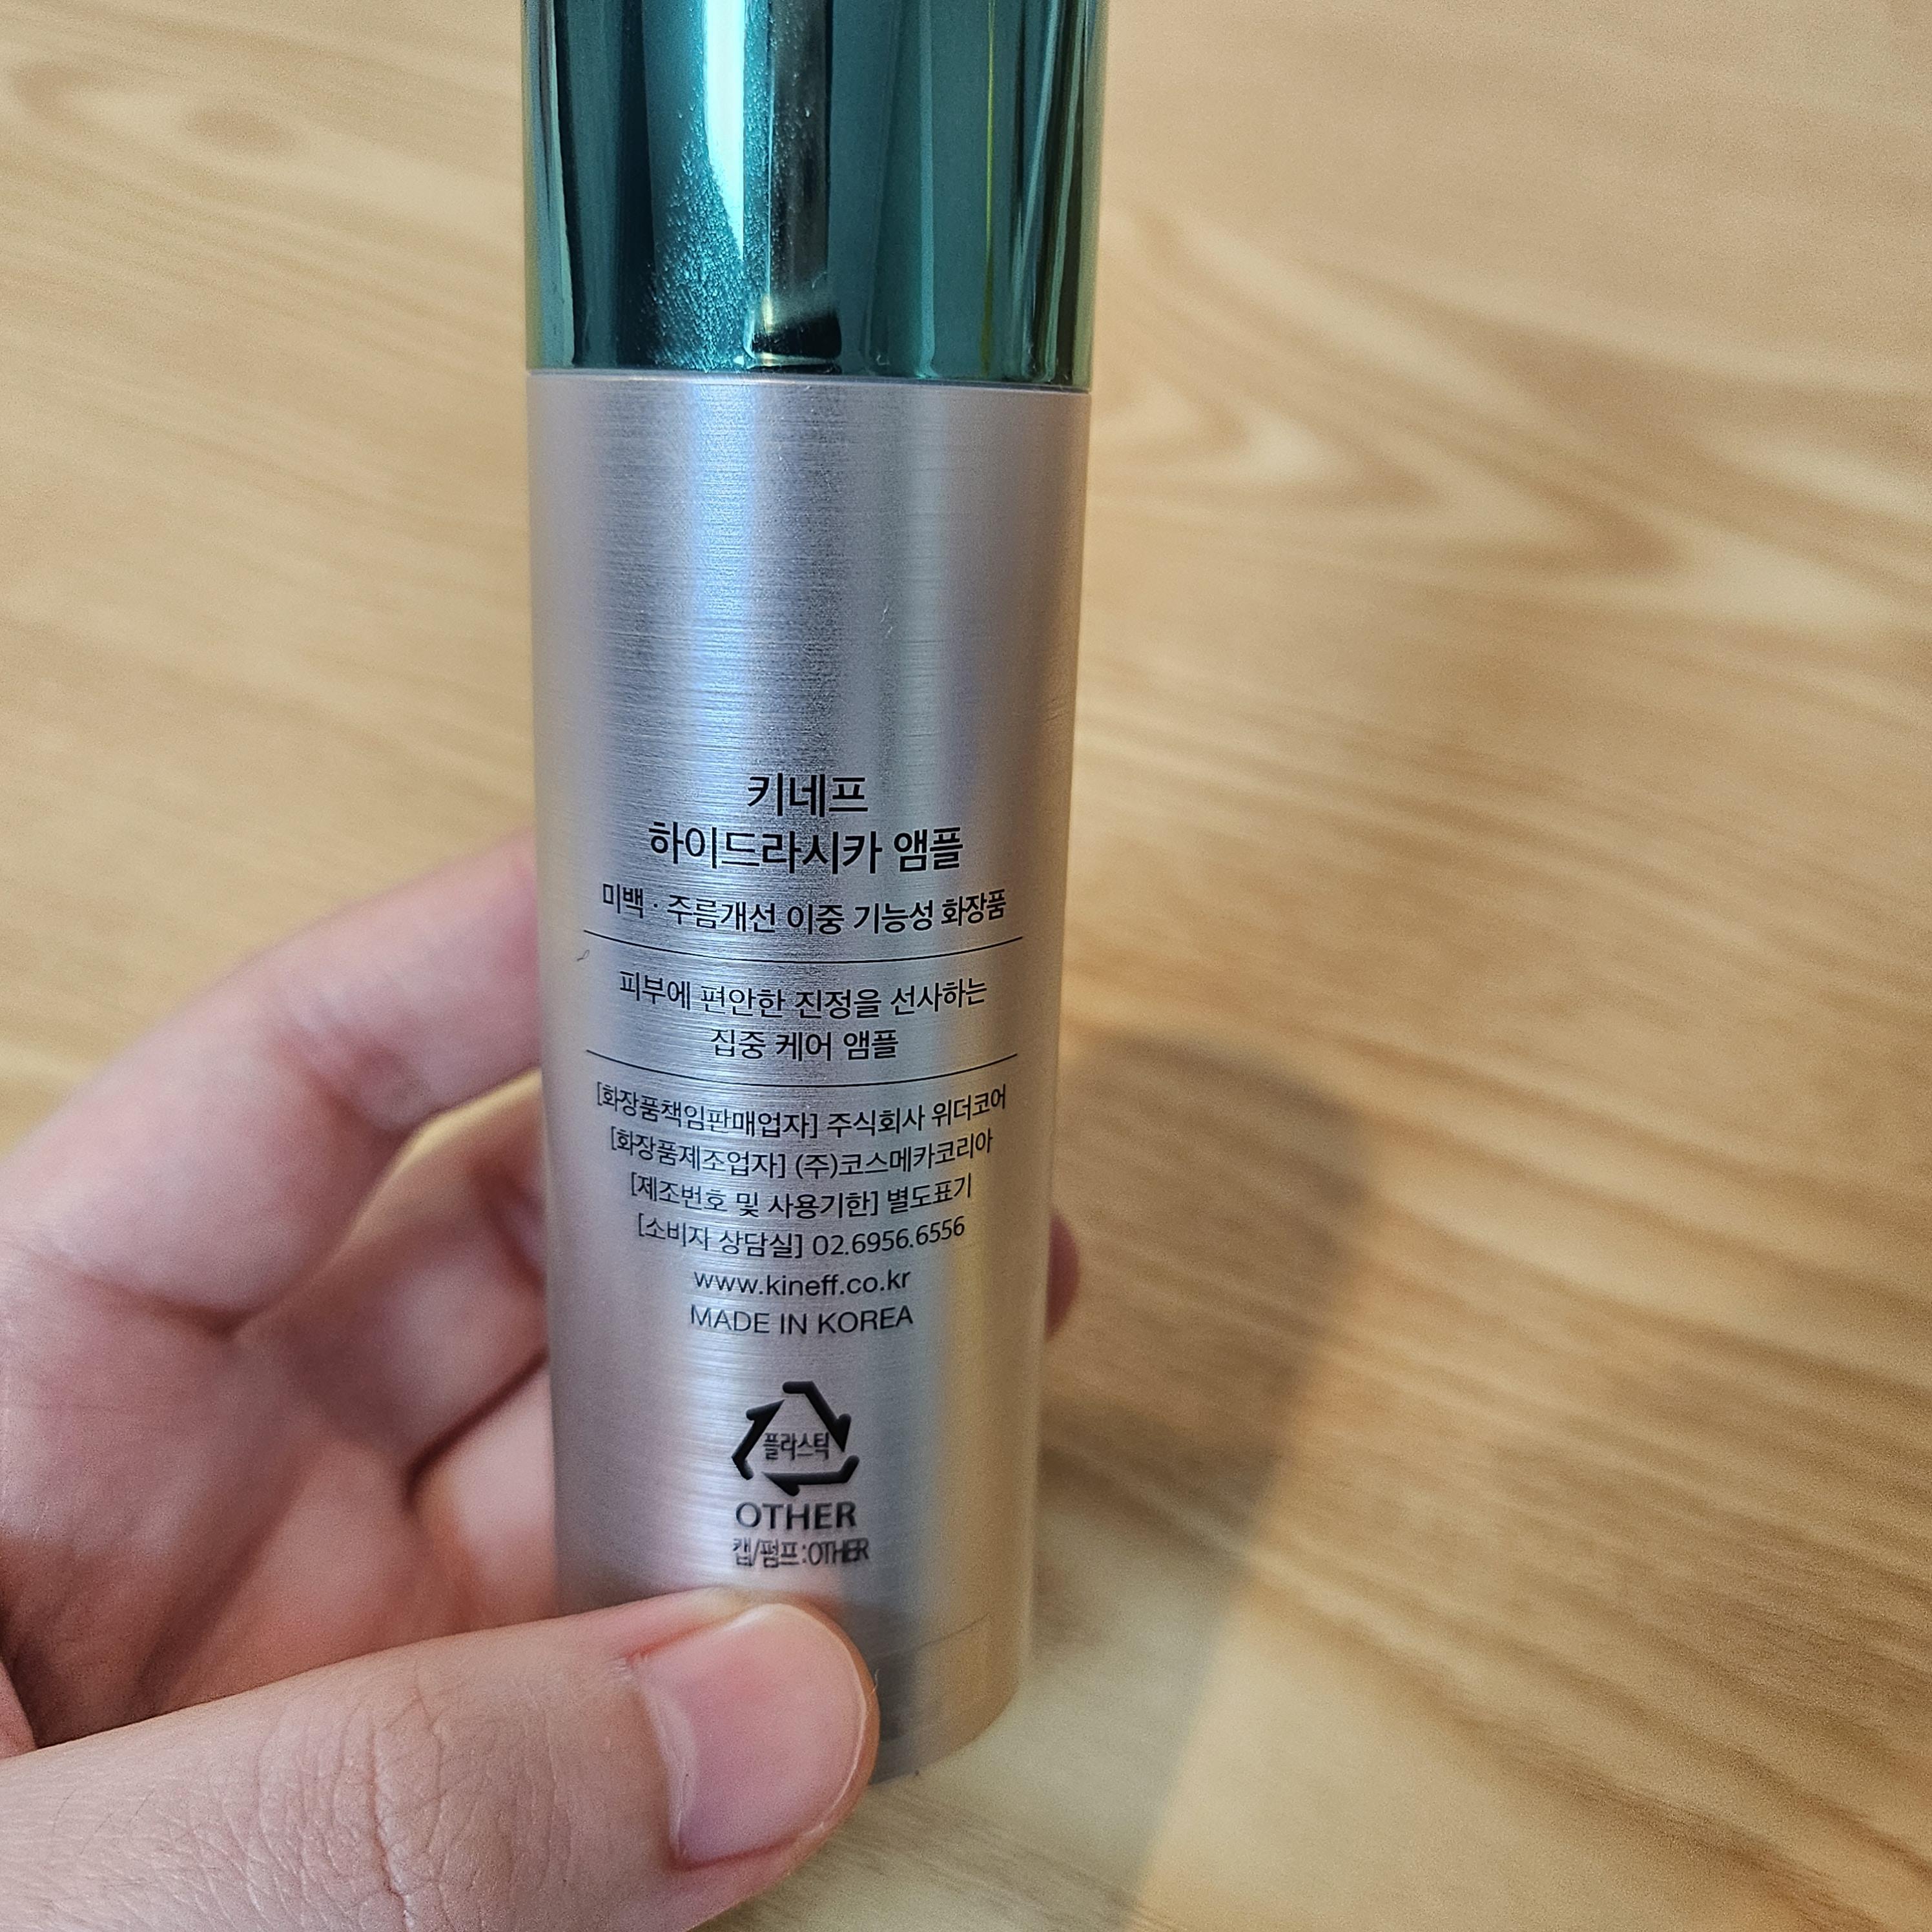 키네프
하이드라시카 앰플
미백 · 주름개선 이중 기능성 화장품
피부에 편안한 진정을 선사하는
집중 케어 앰플
[화장품책임판매업자] 주식회사 위더코어
[화장품제조업자] (주)코스메카코리아
[제조번호 및 사용기한] 별도표기
[소비자 상담실] 02.6956.6556
www.kineff.co.kr
MADE IN KOREA
플라스틱
OTHER
캡/펌프:OTHER